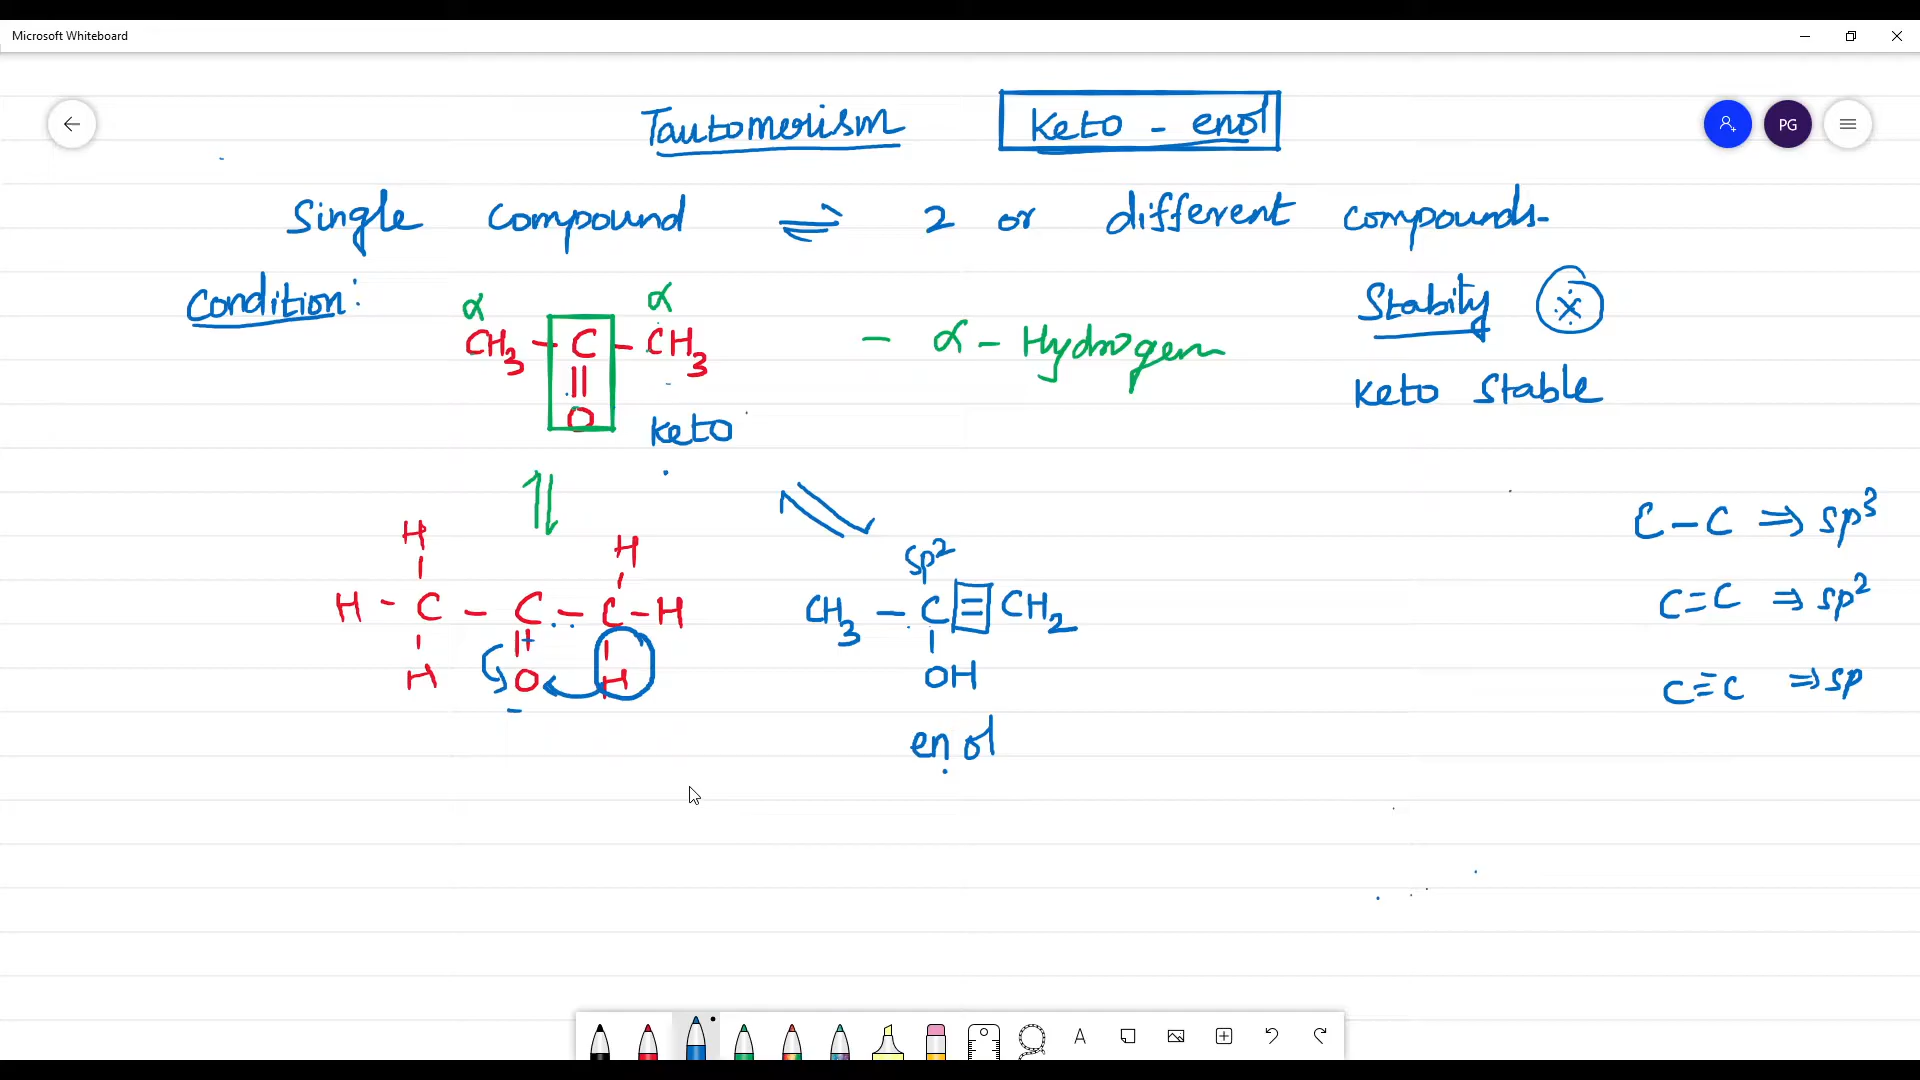 Microsoft Whiteboard
Tautomerism Keto - enol
PG
Single compound ⇌ 2 or different compounds.
Condition:
α α
CH3 - C - CH3 - α - Hydrogen
||
O
Keto
Stabity
Keto Stable
H H
H - C - C - C - H
H O H
-
sp2
CH3 - C = CH2
OH
enol
C - C ⇒ sp3
C = C ⇒ sp2
C ≡ C ⇒ sp
A